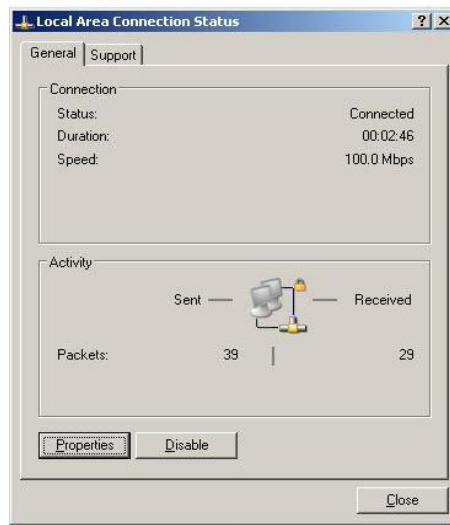 Local Area Connection Status
General Support
Connection
Status: Connected
Duration: 00:02:46
Speed: 100.0 Mbps
Activity
Sent — — Received
Packets: 39 | 29
Properties Disable
Close